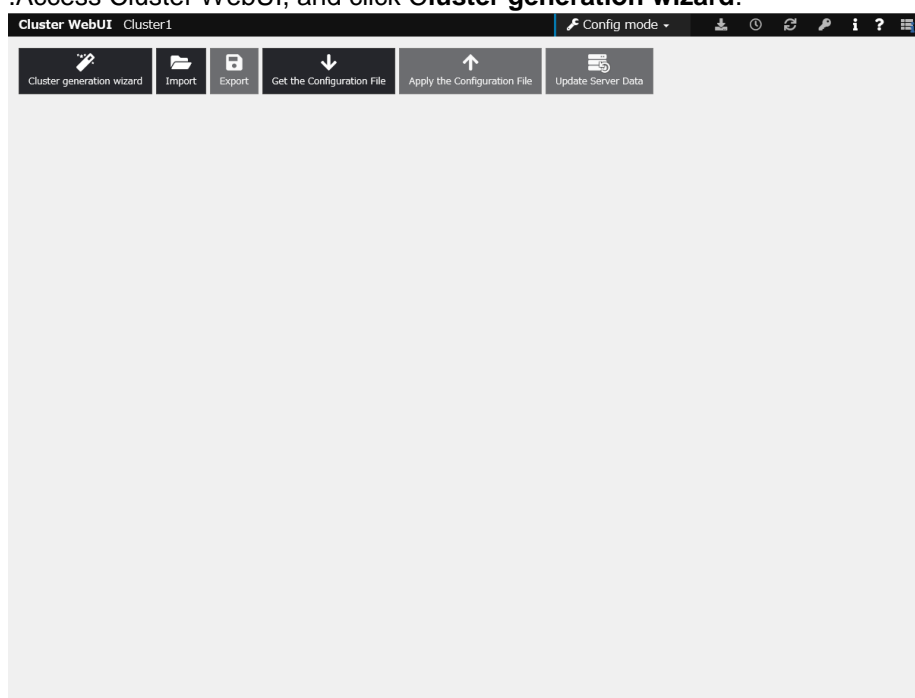 .Access Cluster WebUI, and click Cluster generation wizard.
Cluster WebUI Cluster1 Config mode i ?
Cluster generation wizard Import Export Get the Configuration File Apply the Configuration File Update Server Data